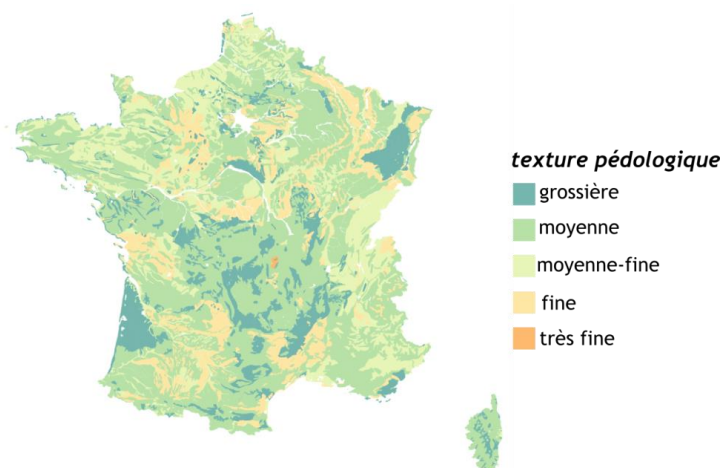 texture pédologique
grossière
moyenne
moyenne-fine
fine
très fine